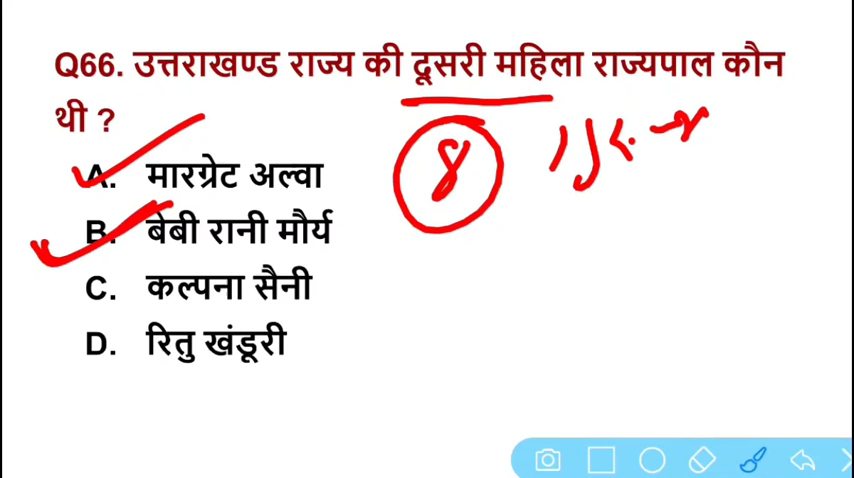 Q66. उत्तराखण्ड राज्य की दूसरी महिला राज्यपाल कौन
थी ?
A. मारग्रेट अल्वा
8
B. बेबी रानी मौर्य
C. कल्पना सैनी
D. रितु खंडूरी